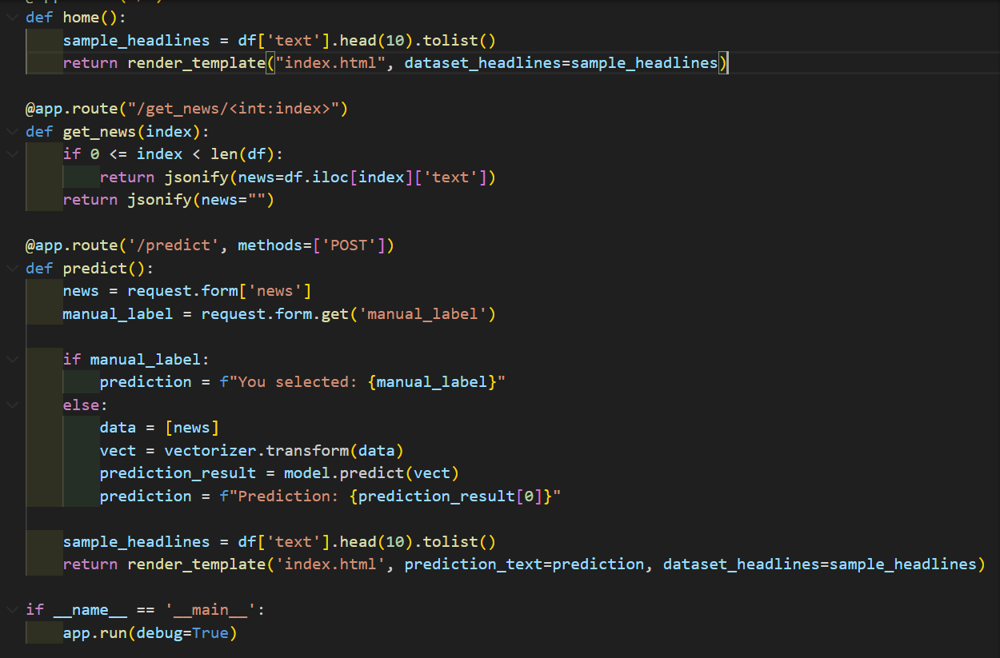 def home():
    sample_headlines = df['text'].head(10).tolist()
    return render_template("index.html", dataset_headlines=sample_headlines)

@app.route("/get_news/<int:index>")
def get_news(index):
    if 0 <= index < len(df):
        return jsonify(news=df.iloc[index]['text'])
    return jsonify(news="")

@app.route('/predict', methods=['POST'])
def predict():
    news = request.form['news']
    manual_label = request.form.get('manual_label')

    if manual_label:
        prediction = f"You selected: {manual_label}"
    else:
        data = [news]
        vect = vectorizer.transform(data)
        prediction_result = model.predict(vect)
        prediction = f"Prediction: {prediction_result[0]}"

    sample_headlines = df['text'].head(10).tolist()
    return render_template('index.html', prediction_text=prediction, dataset_headlines=sample_headlines)

if __name__ == '__main__':
    app.run(debug=True)